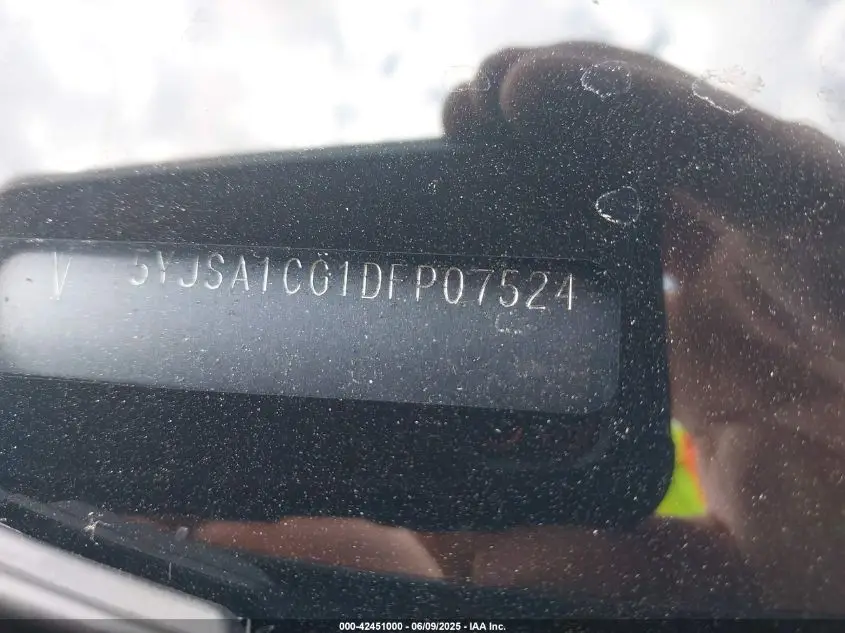 V 5YJSA1CG1DFP07524
000-42451000 - 06/09/2025 - IAA Inc.